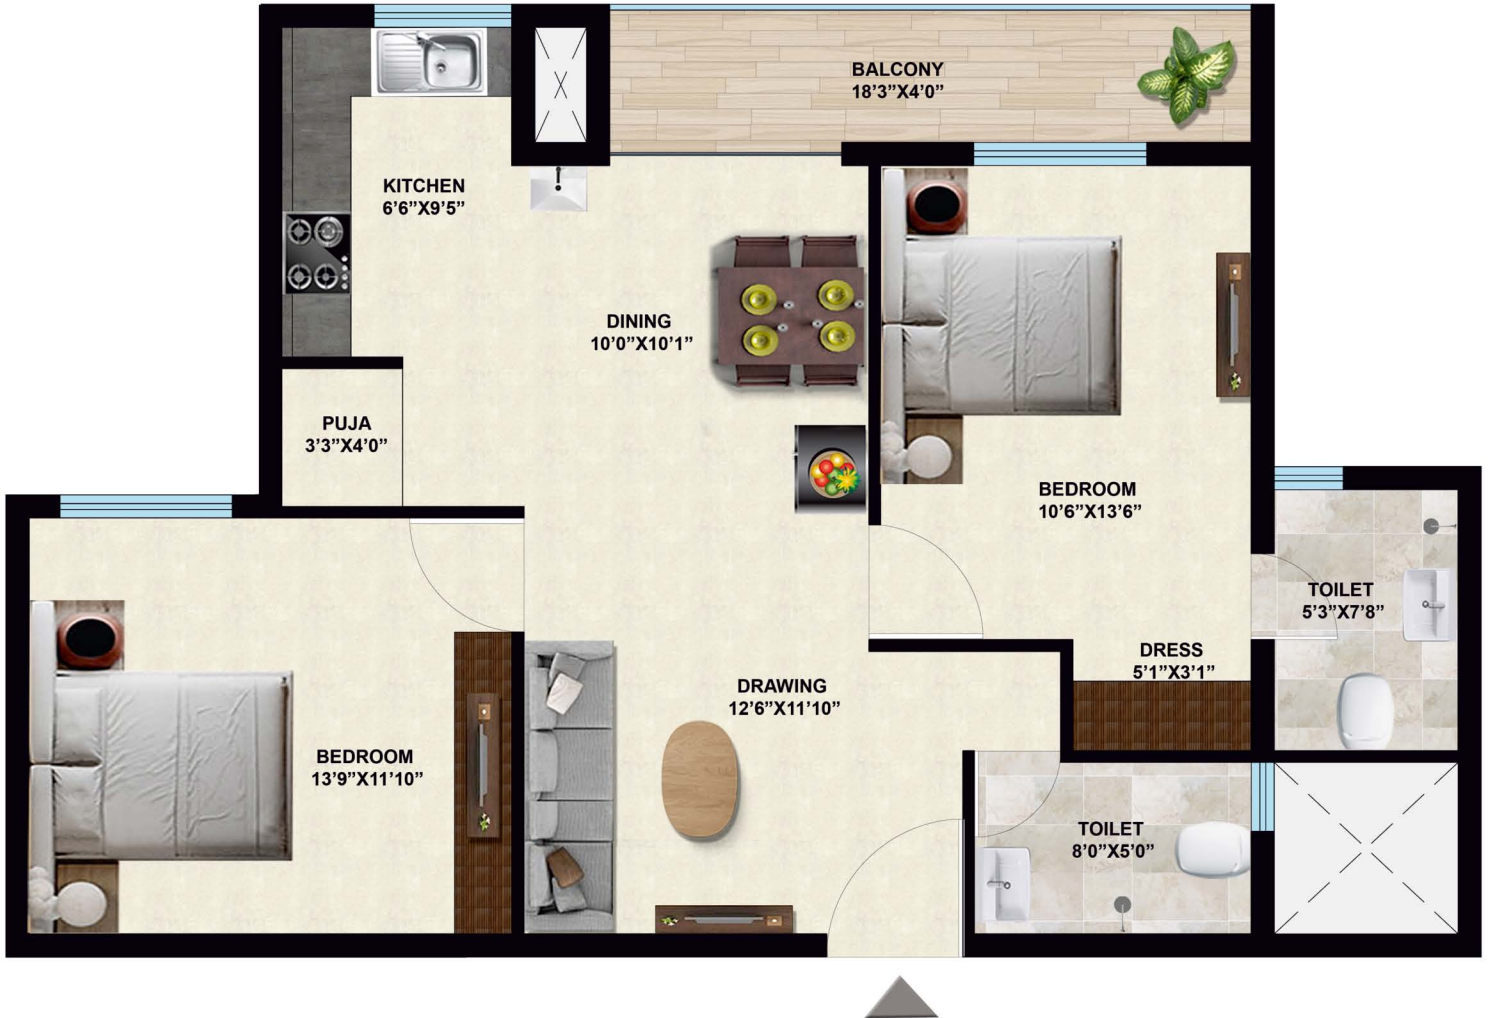 BALCONY
18’3”X4’0”
KITCHEN
6’6”X9’5”
DINING
10’0”X10’1”
PUJA
3’3”X4’0”
BEDROOM
10’6”X13’6”
TOILET
5’3”X7’8”
DRESS
5’1”X3’1”
DRAWING
12’6”X11’10”
BEDROOM
13’9”X11’10”
TOILET
8’0”X5’0”